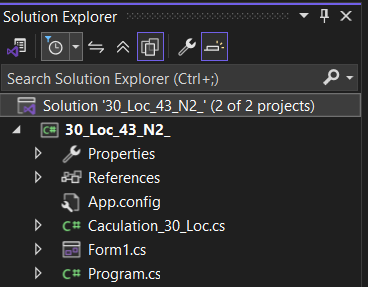 Solution Explorer
Search Solution Explorer (Ctrl+;)
Solution '30_Loc_43_N2_' (2 of 2 projects)
C# 30_Loc_43_N2_
Properties
References
App.config
C# Caculation_30_Loc.cs
Form1.cs
C# Program.cs